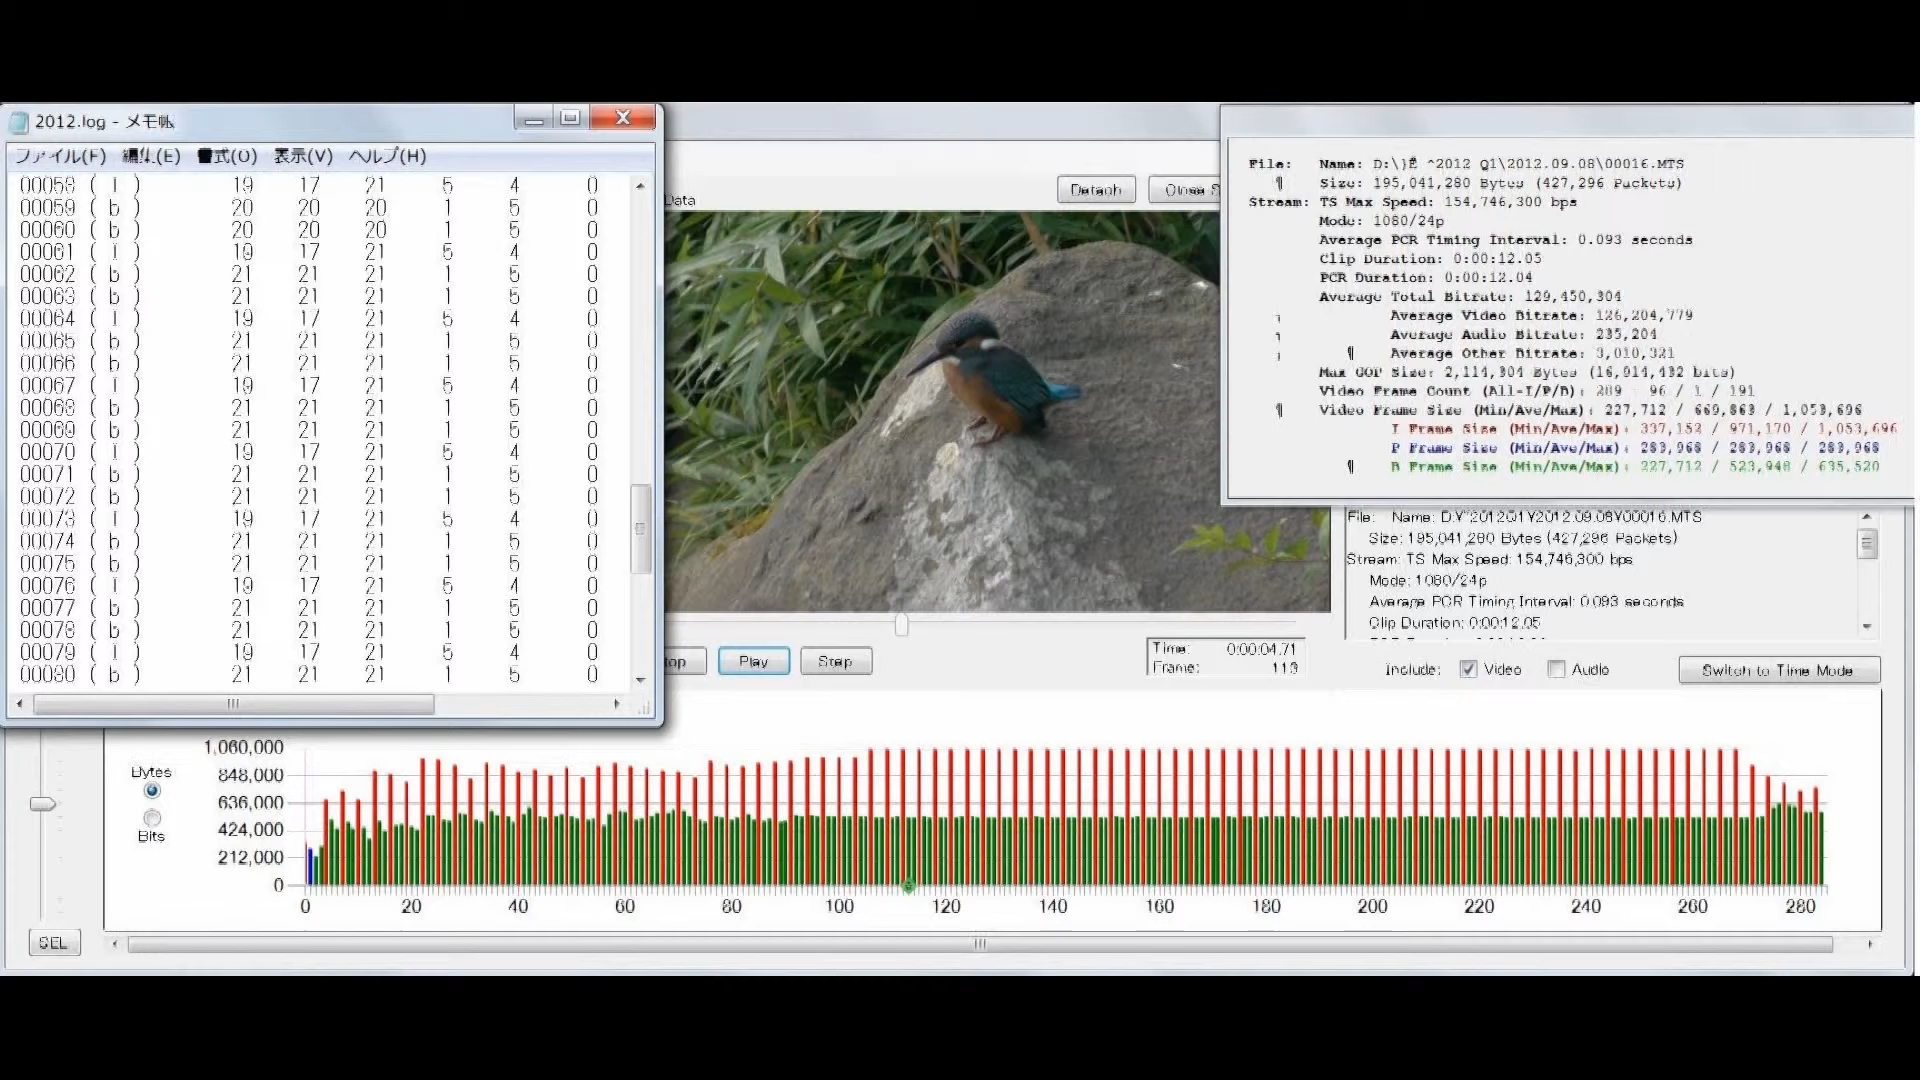 2012.log - メモ帳
ファイル(F) 編集(E) 書式(O) 表示(V) ヘルプ(H)
00058 ( I ) 19 17 21 5 4 0
00059 ( b ) 20 20 20 1 5 0
00060 ( b ) 20 20 20 1 5 0
00061 ( I ) 19 17 21 5 4 0
00062 ( b ) 21 21 21 1 5 0
00063 ( b ) 21 21 21 1 5 0
00064 ( I ) 19 17 21 5 4 0
00065 ( b ) 21 21 21 1 5 0
00066 ( b ) 21 21 21 1 5 0
00067 ( I ) 19 17 21 5 4 0
00068 ( b ) 21 21 21 1 5 0
00069 ( b ) 21 21 21 1 5 0
00070 ( I ) 19 17 21 5 4 0
00071 ( b ) 21 21 21 1 5 0
00072 ( b ) 21 21 21 1 5 0
00073 ( I ) 19 17 21 5 4 0
00074 ( b ) 21 21 21 1 5 0
00075 ( b ) 21 21 21 1 5 0
00076 ( I ) 19 17 21 5 4 0
00077 ( b ) 21 21 21 1 5 0
00078 ( b ) 21 21 21 1 5 0
00079 ( I ) 19 17 21 5 4 0
00080 ( b ) 21 21 21 1 5 0
Data
Detach Close S
File: Name: 2012 Q1\2012.09.08\00016.MTS
Size: 195,041,280 Bytes (427,296 Packets)
Stream: TS Max Speed: 154,746,300 bps
Mode: 1080/24p
Average PCR Timing Interval: 0.093 seconds
Clip Duration: 0:00:12.05
PCR Duration: 0:00:12.04
Average Total Bitrate: 129,450,304
Average Video Bitrate: 126,204,779
Average Audio Bitrate: 235,204
Average Other Bitrate: 3,010,321
Max GOP Size: 2,114,304 Bytes (16,914,432 bits)
Video Frame Count (All-I/P/B): 289 - 96 / 1 / 191
Video Frame Size (Min/Ave/Max): 227,712 / 669,863 / 1,053,696
I Frame Size (Min/Ave/Max): 337,152 / 971,170 / 1,053,696
P Frame Size (Min/Ave/Max): 283,968 / 283,968 / 283,968
B Frame Size (Min/Ave/Max): 227,712 / 523,948 / 635,520
File: Name: D:\^2012Q1\2012.09.08\00016.MTS
Size: 195,041,280 Bytes (427,296 Packets)
Stream: TS Max Speed: 154,746,300 bps
Mode: 1080/24p
Average PCR Timing Interval: 0.093 seconds
Clip Duration: 0:00:12.05
top Play Step
Time: 0:00:04.71
Frame: 113
Include: Video Audio
Switch to Time Mode
Bytes
Bits
SEL
1,060,000
848,000
636,000
424,000
212,000
0
0 20 40 60 80 100 120 140 160 180 200 220 240 260 280